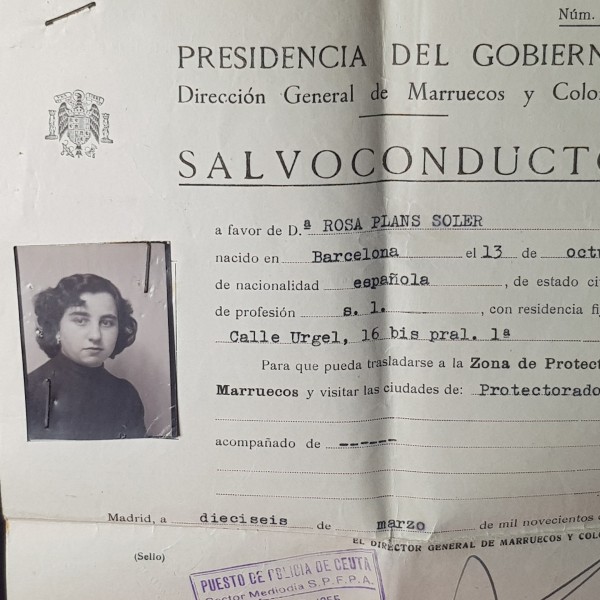 Núm.
PRESIDENCIA DEL GOBIERN
Dirección General de Marruecos y Colo
SALVOCONDUCTO
a favor de D.ª ROSA PLANS SOLER
nacido en Barcelona el 13 de octu
de nacionalidad española, de estado ci
de profesión s. l., con residencia fij
Calle Urgel, 16 bis pral. 1ª
Para que pueda trasladarse a la Zona de Protect
Marruecos y visitar las ciudades de: Protectorado
acompañado de ------
Madrid, a dieciseis de marzo de mil novecientos
EL DIRECTOR GENERAL DE MARRUECOS Y COLO
(Sello)
PUESTO DE POLICIA DE CEUTA
Sector Mediodia S.P.F.P.A.